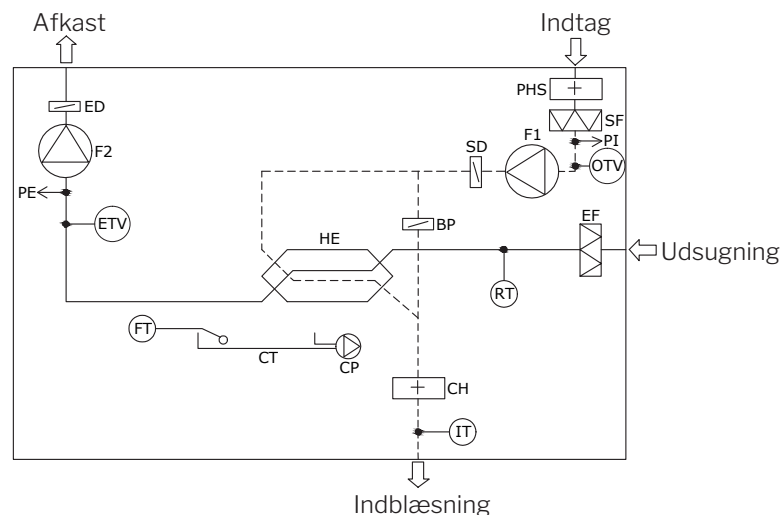 Afkast
Indtag
PHS
ED
SF
F1
PI
F2
SD
OTV
PE
ETV
BP
EF
HE
Udsugning
RT
FT
CT
CP
CH
IT
Indblæsning